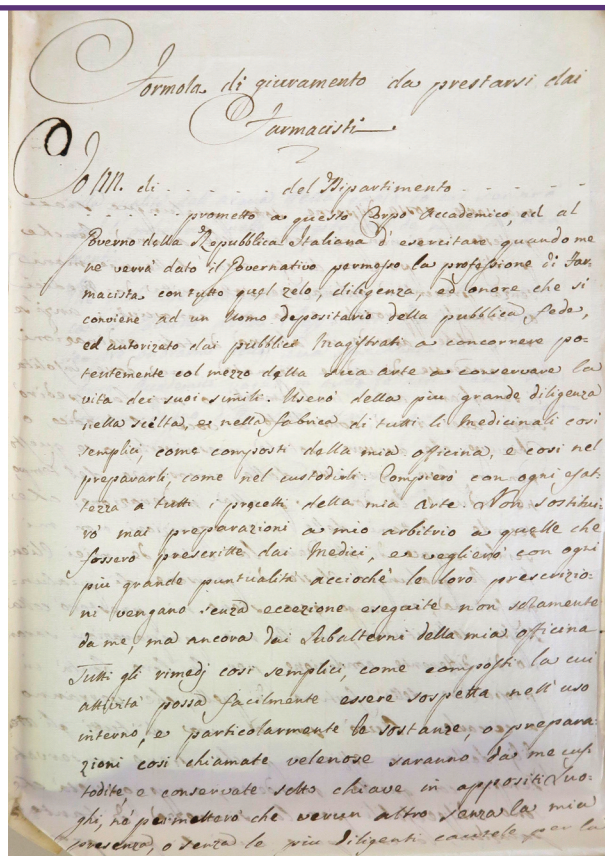 Formola di giuramento da prestarsi dai
Farmacisti
Io NN. di . . . . . . del Dipartimento . . . . .
. . . . . . prometto a questo Corpo Accademico, ed al
Governo della Repubblica Italiana d'esercitare, quando me
ne verrà dato il Governativo permesso la professione di Far-
macista con tutto quel zelo, diligenza, ed onore che si
conviene ad un Uomo depositario della pubblica fede,
ed autorizato dai pubblici Magistrati a concorrere po-
tentemente col mezzo della sua arte a conservare la
vita dei suoi simili. Userò della piu grande diligenza
nella scelta, e nella fabrica di tutti li Medicinali così
semplici, come composti della mia officina, e così nel
prepararli, come nel custodirli. Compierò con ogni esat-
tezza a tutti i precetti della mia arte. Non sostitui-
rò mai preparazioni a mio arbitrio a quelle che
fossero prescritte dai Medici, e veglierò con ogni
più grande puntualità acciochè le loro prescrizio-
ni vengano senza eccezione eseguite non solamente
da me, ma ancora dai Subalterni della mia officina.
Tutti gli rimedj così semplici, come composti la cui
attività possa facilmente essere sospetta nell'uso
interno, e particolarmente le sostanze, o prepara-
zioni così chiamate velenose saranno da me cus
todite e conservate sotto chiave in appositi luo-
ghi, nè permetterò che verun altro senza la mia
presenza, o senza le piu diligenti cautele per la